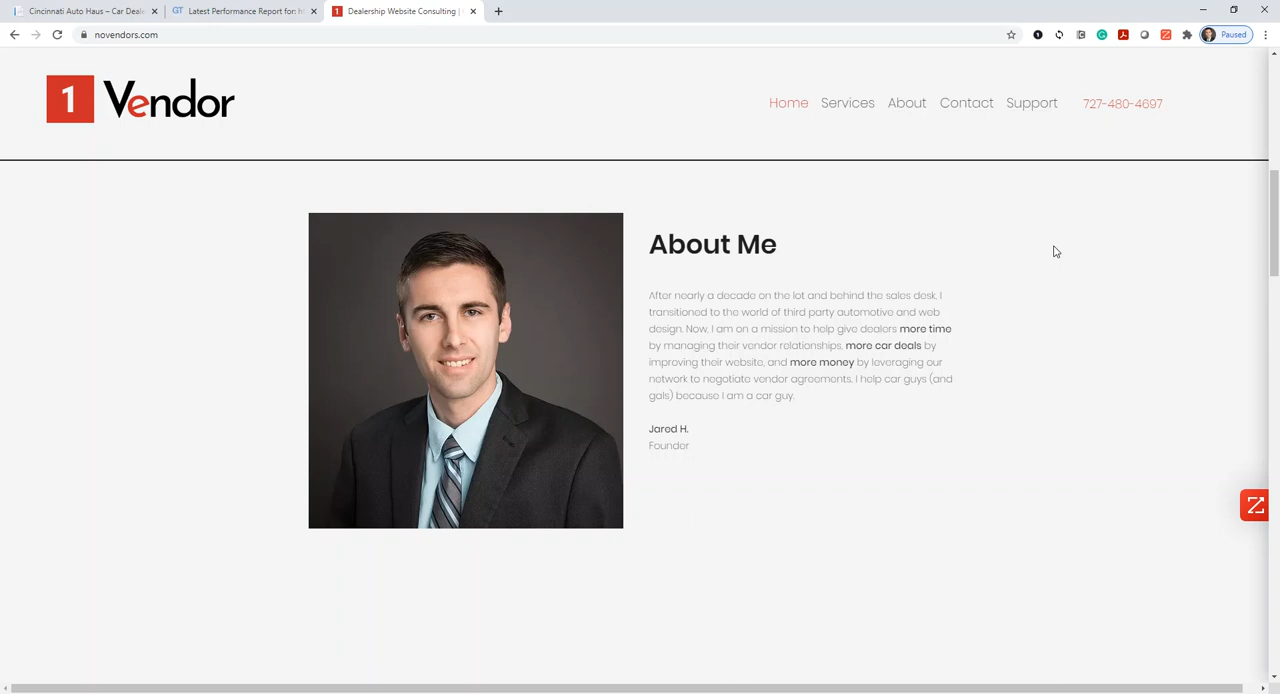 Cincinnati Auto Haus – Car Deale
Latest Performance Report for: h
Dealership Website Consulting |
novendors.com
Paused
1 Vendor
Home Services About Contact Support 727-480-4697
About Me
After nearly a decade on the lot and behind the sales desk, I
transitioned to the world of third party automotive and web
design. Now, I am on a mission to help give dealers more time
by managing their vendor relationships, more car deals by
improving their website, and more money by leveraging our
network to negotiate vendor agreements. I help car guys (and
gals) because I am a car guy.
Jared H.
Founder